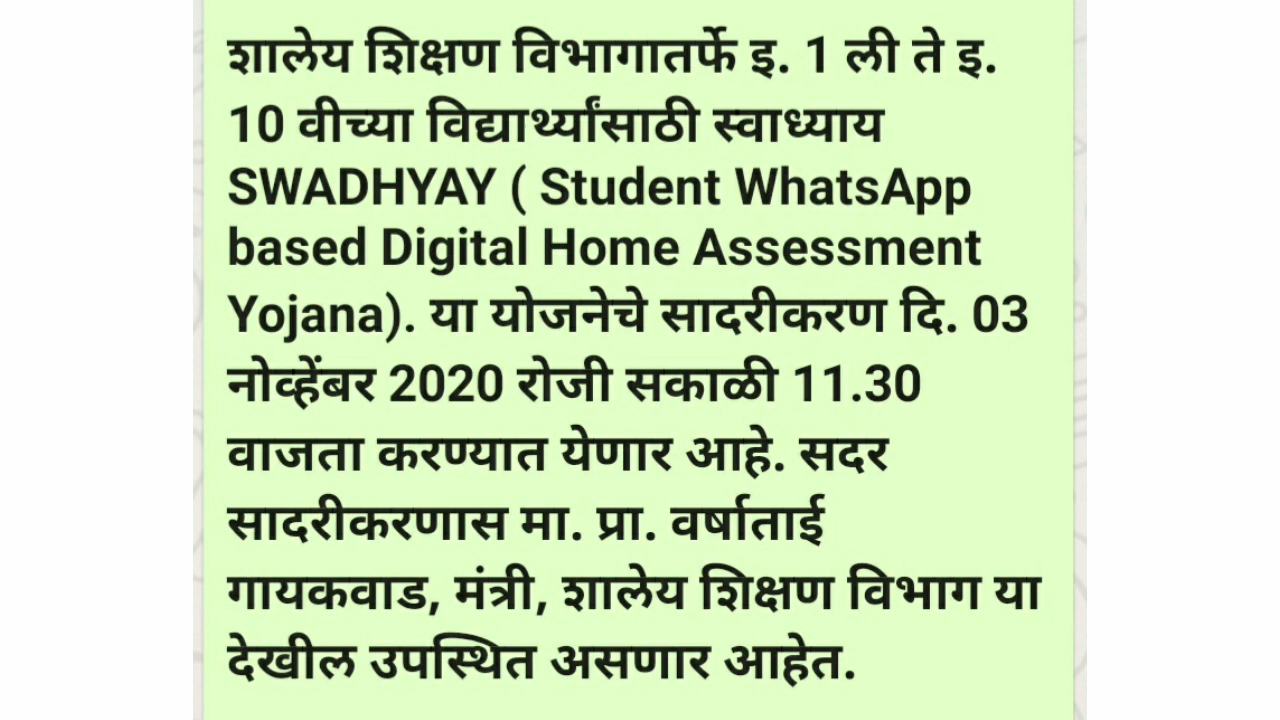 शालेय शिक्षण विभागातर्फे इ. 1 ली ते इ.
10 वीच्या विद्यार्थ्यांसाठी स्वाध्याय
SWADHYAY ( Student WhatsApp
based Digital Home Assessment
Yojana). या योजनेचे सादरीकरण दि. 03
नोव्हेंबर 2020 रोजी सकाळी 11.30
वाजता करण्यात येणार आहे. सदर
सादरीकरणास मा. प्रा. वर्षाताई
गायकवाड, मंत्री, शालेय शिक्षण विभाग या
देखील उपस्थित असणार आहेत.